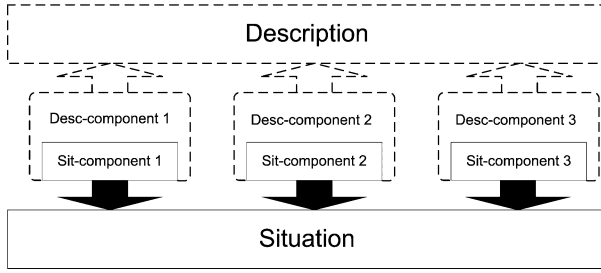 Description
Desc-component 1
Desc-component 2
Desc-component 3
Sit-component 1
Sit-component 2
Sit-component 3
Situation